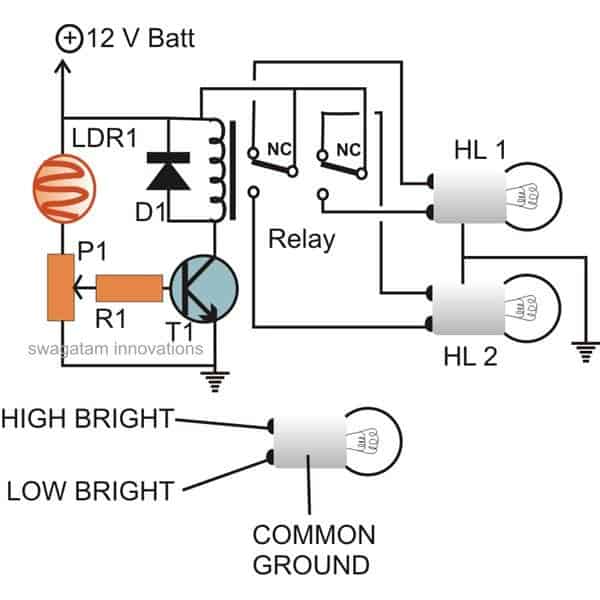 + 12 V Batt
LDR1
NC
NC
HL 1
D1
Relay
P1
R1
T1
swagatam innovations
HL 2
HIGH BRIGHT
LOW BRIGHT
COMMON
GROUND